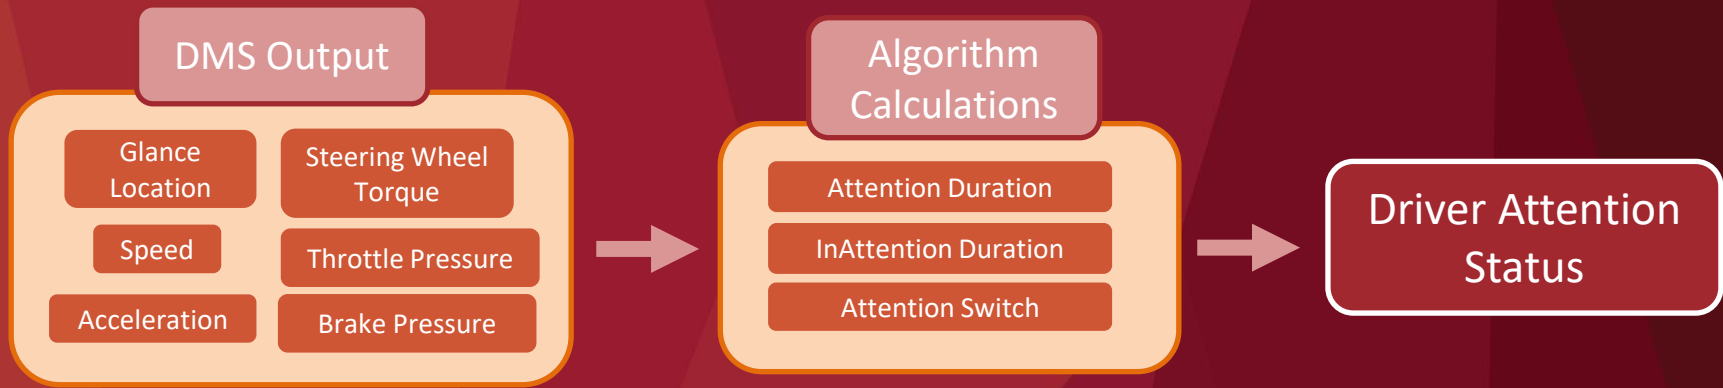 DMS Output
Glance
Location
Steering Wheel
Torque
Speed
Throttle Pressure
Acceleration
Brake Pressure
Algorithm
Calculations
Attention Duration
InAttention Duration
Attention Switch
Driver Attention
Status